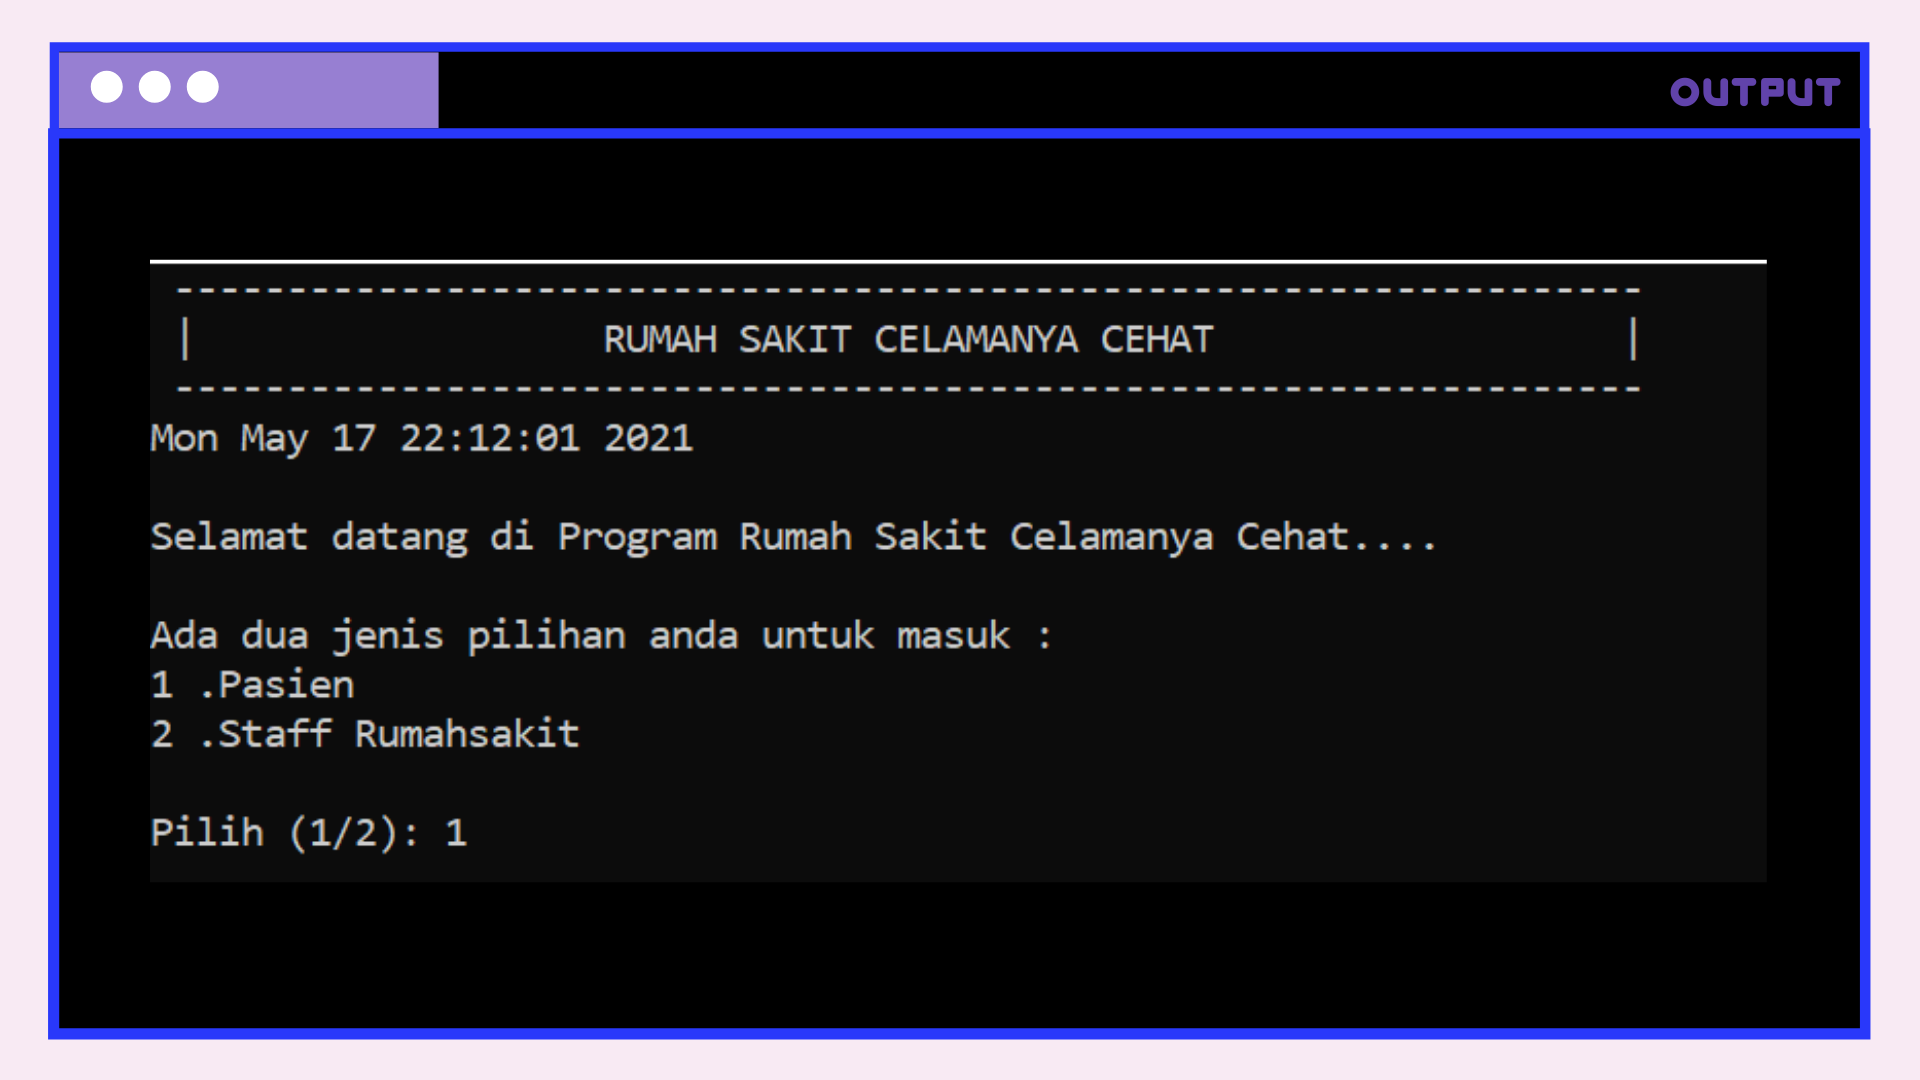 OUTPUT
-----------------------------------------------------------------
| RUMAH SAKIT CELAMANYA CEHAT |
-----------------------------------------------------------------
Mon May 17 22:12:01 2021
Selamat datang di Program Rumah Sakit Celamanya Cehat....
Ada dua jenis pilihan anda untuk masuk :
1 .Pasien
2 .Staff Rumahsakit
Pilih (1/2): 1